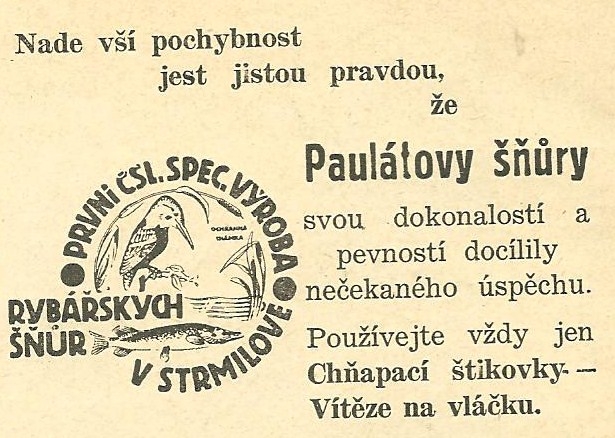 Nade vší pochybnost
jest jistou pravdou,
že
Paulátovy šňůry
svou dokonalostí a
pevností docílily
nečekaného úspěchu.
Používejte vždy jen
Chňapací štikovky-—
Vítěze na vláčku.
PRVNÍ ČSL. SPEC. VÝROBA
OCHRANNÁ
ZNÁMKA
RYBÁŘSKÝCH
ŠŇŮR
V STRMILOVĚ